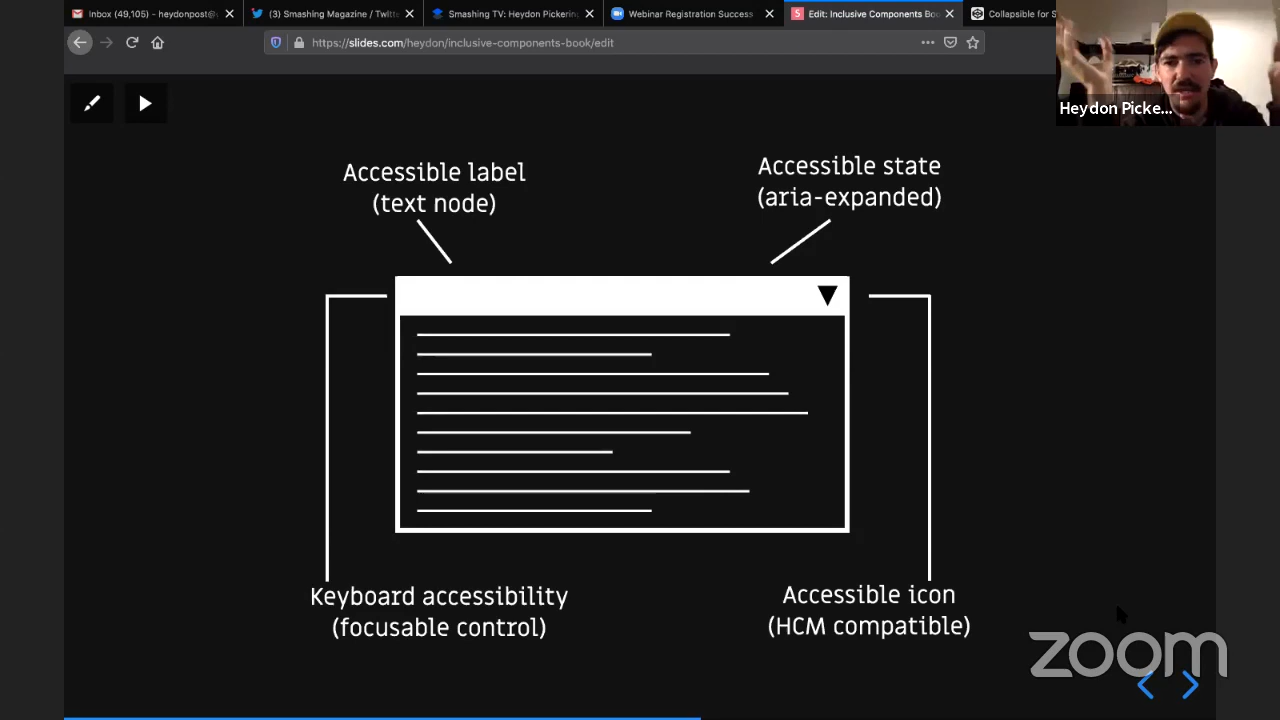 Inbox (49,105) - heydonpost@
(3) Smashing Magazine / Twitt
Smashing TV: Heydon Pickerin
Webinar Registration Success
Edit: Inclusive Components Bo
Collapsible for S
https://slides.com/heydon/inclusive-components-book/edit
Heydon Picke...
Accessible label
(text node)
Accessible state
(aria-expanded)
Keyboard accessibility
(focusable control)
Accessible icon
(HCM compatible)
zoom